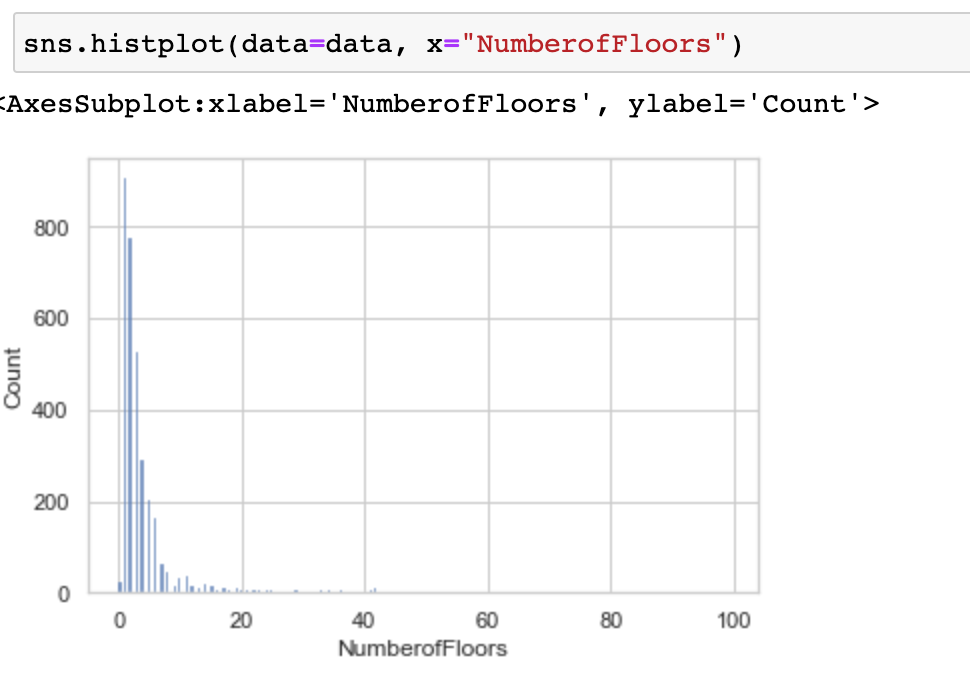 sns.histplot(data=data, x="NumberofFloors")
<AxesSubplot:xlabel='NumberofFloors', ylabel='Count'>
800
600
400
200
0
Count
0 20 40 60 80 100
NumberofFloors